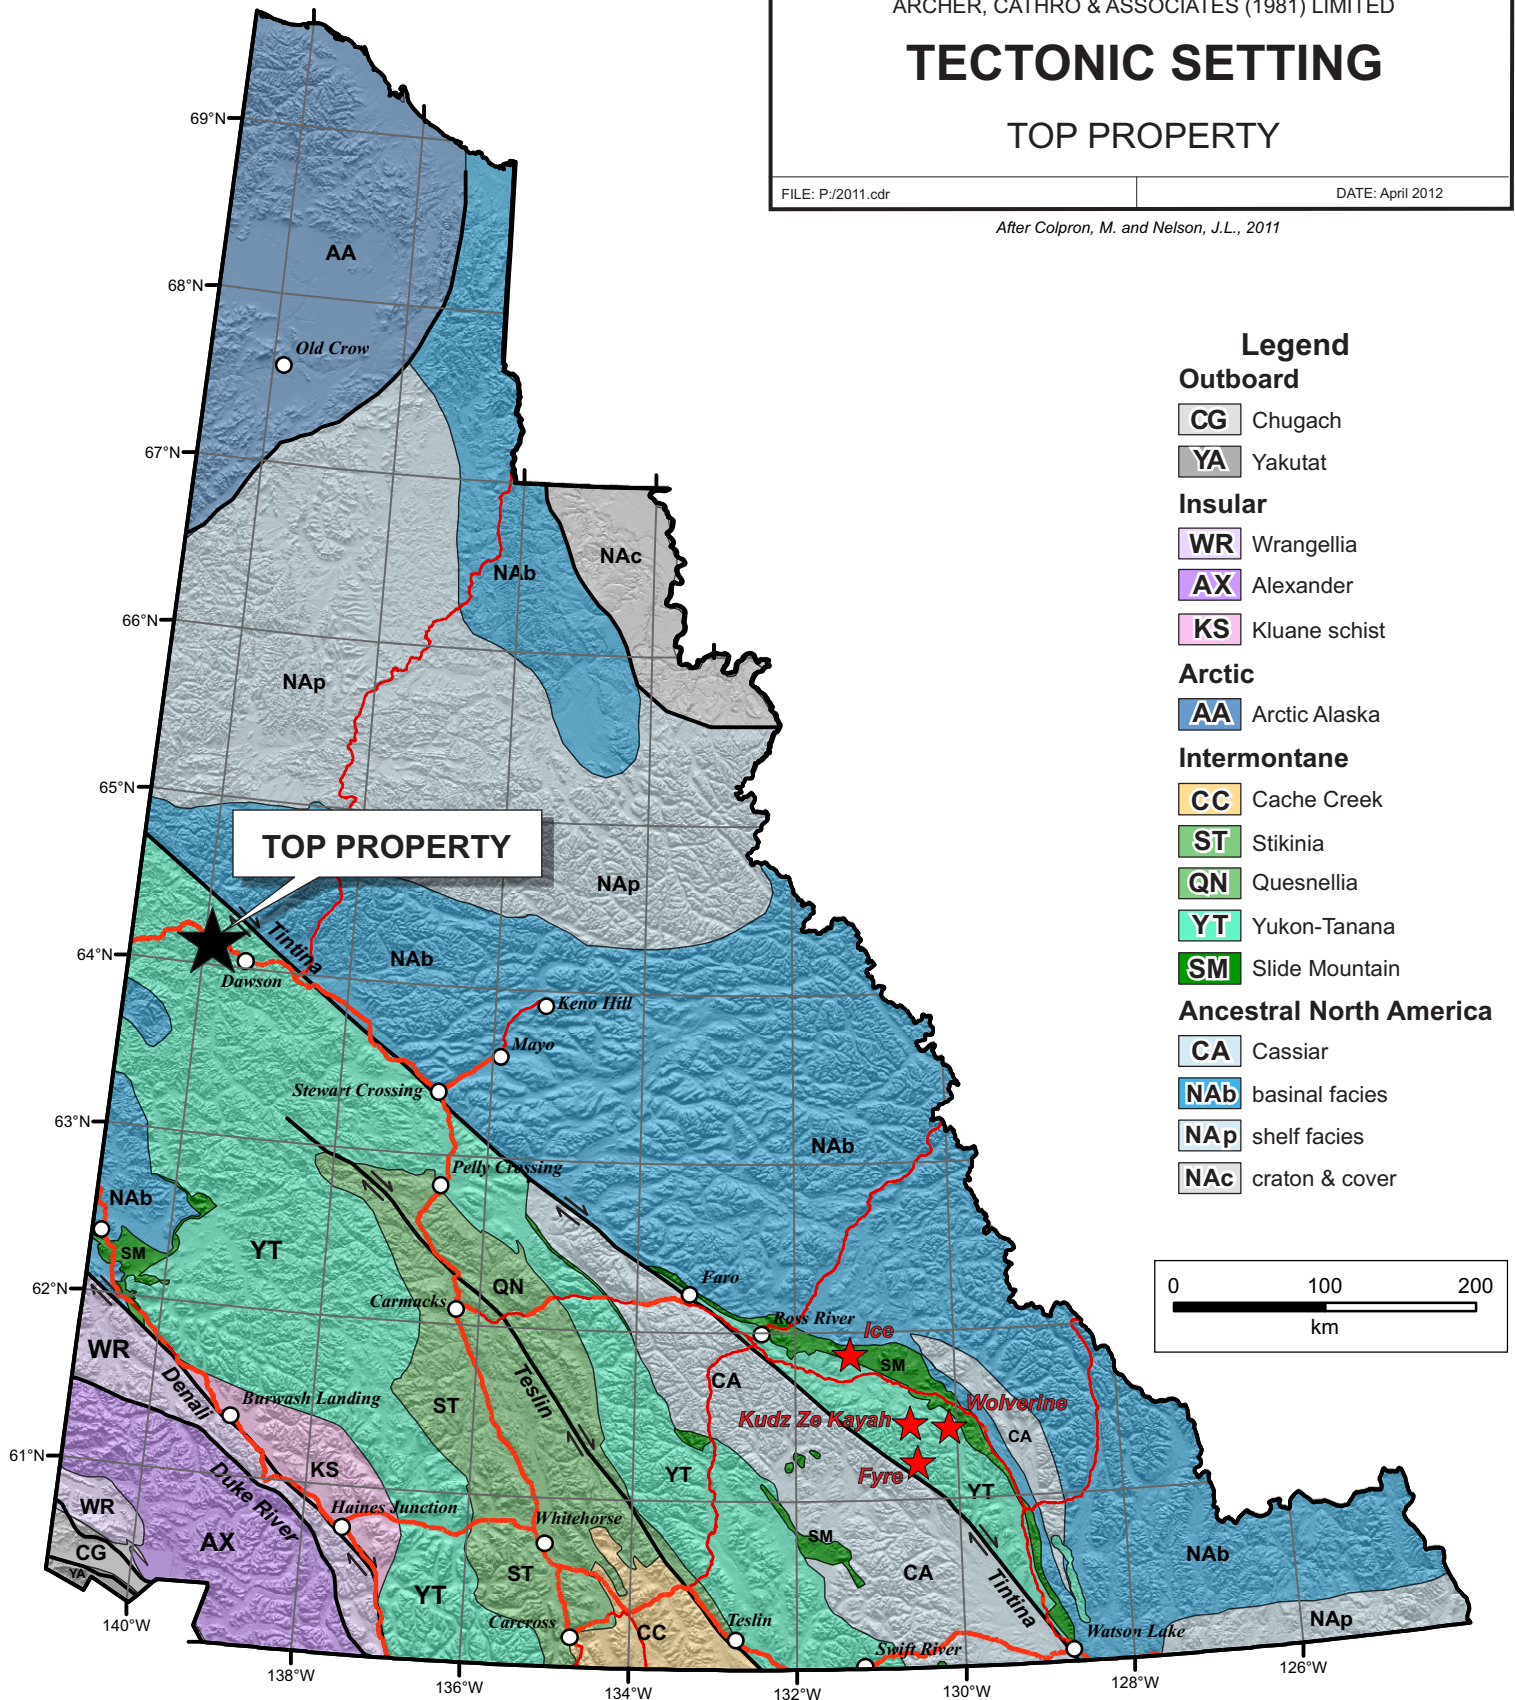 ARCHER, CATHRO & ASSOCIATES (1981) LIMITED
TECTONIC SETTING
TOP PROPERTY
FILE: P:/2011.cdr
DATE: April 2012
After Colpron, M. and Nelson, J.L., 2011
69°N
AA
68°N
Old Crow
67°N
NAb
NAc
66°N
NAp
65°N
TOP PROPERTY
NAp
64°N
Tintina
NAb
Dawson
Keno Hill
Mayo
Stewart Crossing
63°N
NAb
Pelly Crossing
NAb
SM
YT
62°N
QN
Faro
Carmacks
Ross River
Ice
SM
WR
Denali
Burwash Landing
ST
Teslin
CA
Wolverine
Kudz Ze Kayah
CA
61°N
KS
Duke River
YT
Fyre
YT
WR
Haines Junction
Whitehorse
SM
AX
CG
YA
ST
CA
NAb
YT
Tintina
Carcross
CC
Teslin
Swift River
Watson Lake
NAp
140°W
138°W
136°W
134°W
132°W
130°W
128°W
126°W
Legend
Outboard
CG Chugach
YA Yakutat
Insular
WR Wrangellia
AX Alexander
KS Kluane schist
Arctic
AA Arctic Alaska
Intermontane
CC Cache Creek
ST Stikinia
QN Quesnellia
YT Yukon-Tanana
SM Slide Mountain
Ancestral North America
CA Cassiar
NAb basinal facies
NAp shelf facies
NAc craton & cover
0 100 200
km